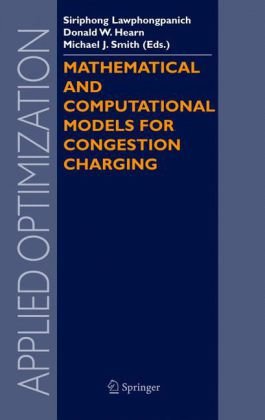 Siriphong Lawphongpanich
Donald W. Hearn
Michael J. Smith (Eds.)
MATHEMATICAL
AND
COMPUTATIONAL
MODELS FOR
CONGESTION
CHARGING
APPLIED OPTIMIZATION
Springer